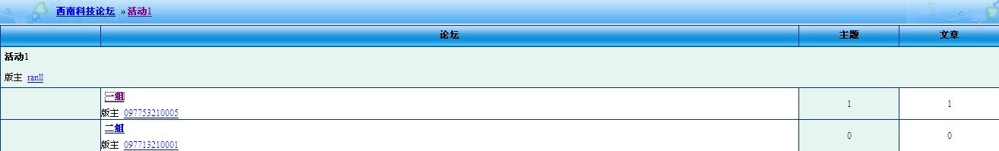 西南科技论坛 » 活动1
论坛 主题 文章
活动1
版主 ranll
一组
版主 097753210005
1 1
二组
版主 097713210001
0 0